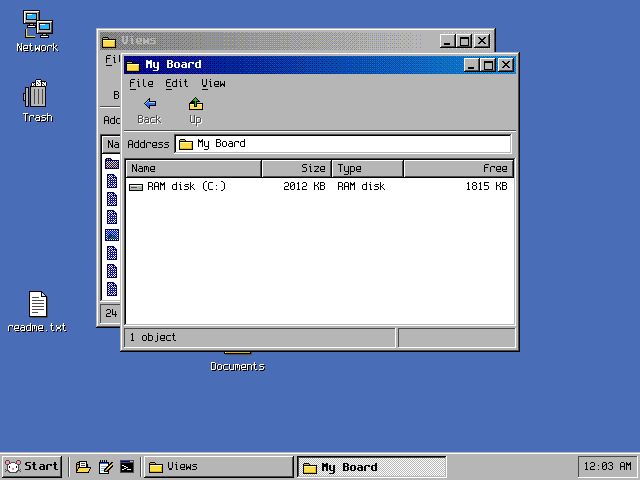 Network
Trash
readme.txt
Documents
Views
My Board
File Edit View
Back Up
Address My Board
Name Size Type Free
RAM disk (C:) 2012 KB RAM disk 1815 KB
1 object
24
Start Views My Board 12:03 AM